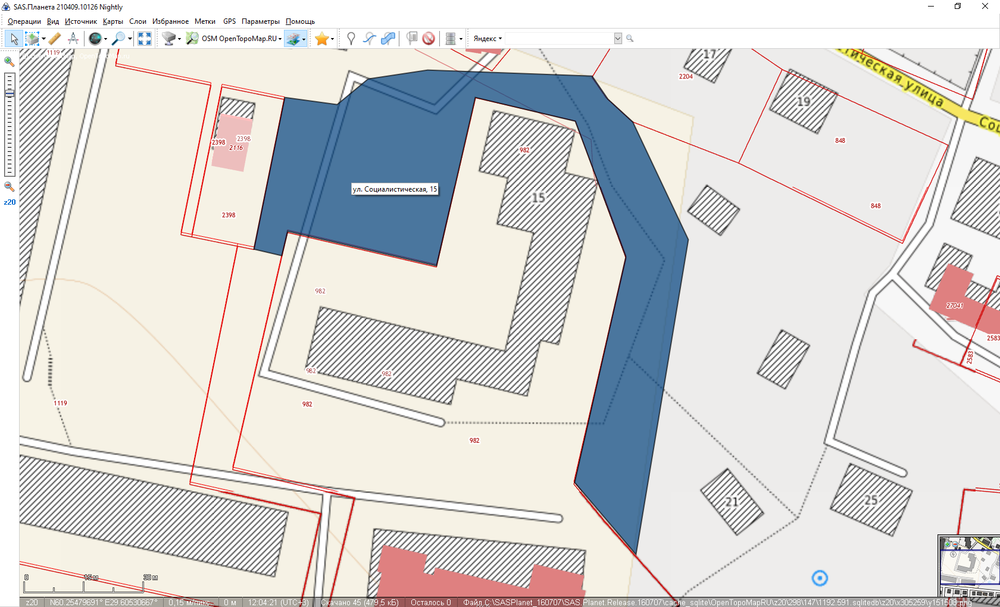 SAS.Планета 210409.10126 Nightly
Операции Вид Источник Карты Слои Избранное Метки GPS Параметры Помощь
OSM OpenTopoMap.RU
Яндекс
z20
1119
17
2204
тическая улица
Соц
19
848
848
2398
2398
2116
2398
982
15
ул. Социалистическая, 15
982
982
982
982
982
1119
27041
2583
2583
21
25
0 15 м 30 м
z20 N60.25479691° E29.60530667° 0,15 м/пикс. 0 м 12:04:21 (UTC+3) Скачано 45 (479,5 кБ) Осталось 0 Файл C:\SASPlanet_160707\SAS.Planet.Release.160707\cache_sqlite\OpenTopoMapRU\z20\298\147\1192.591.sqlitedb\z20\x305259\y151508.png